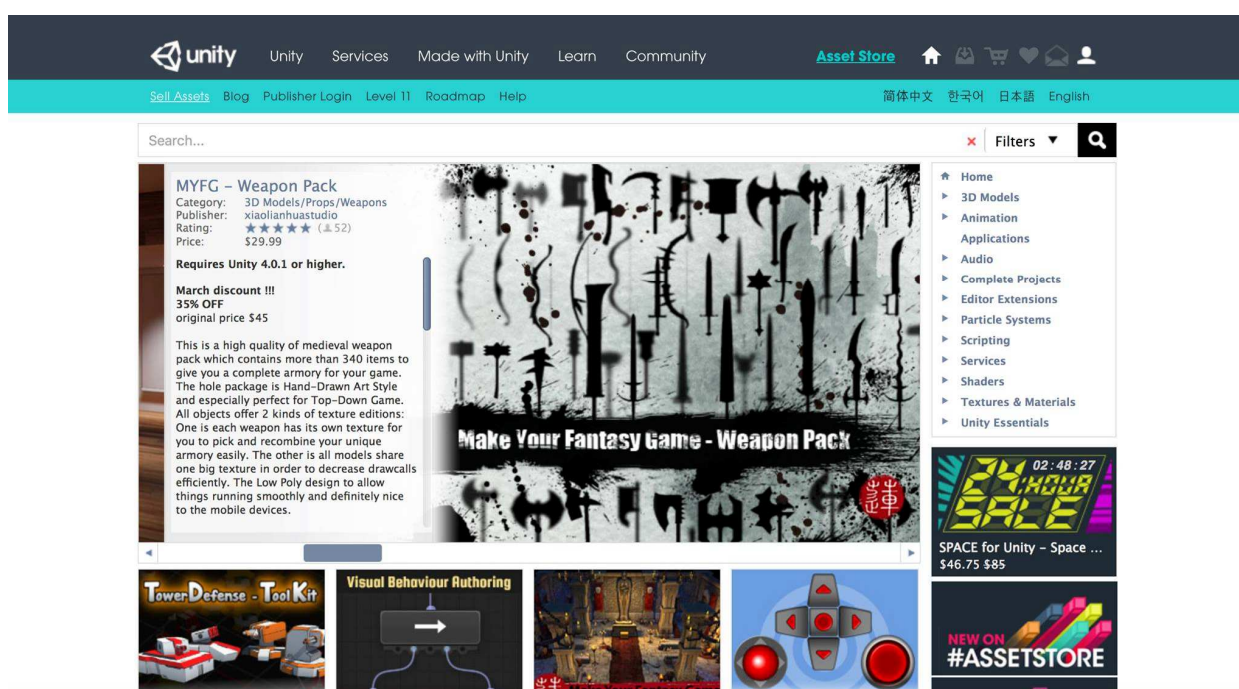 unity
Unity Services Made with Unity Learn Community
Asset Store
Sell Assets Blog Publisher Login Level 11 Roadmap Help
简体中文 한국어 日本語 English
Search...
× Filters ▼
MYFG – Weapon Pack
Category: 3D Models/Props/Weapons
Publisher: xiaolianhuastudio
Rating: ★★★★★ (52)
Price: $29.99
Requires Unity 4.0.1 or higher.
March discount !!!
35% OFF
original price $45
This is a high quality of medieval weapon
pack which contains more than 340 items to
give you a complete armory for your game.
The hole package is Hand-Drawn Art Style
and especially perfect for Top-Down Game.
All objects offer 2 kinds of texture editions:
One is each weapon has its own texture for
you to pick and recombine your unique
armory easily. The other is all models share
one big texture in order to decrease drawcalls
efficiently. The Low Poly design to allow
things running smoothly and definitely nice
to the mobile devices.
Make Your Fantasy Game - Weapon Pack
Home
3D Models
Animation
Applications
Audio
Complete Projects
Editor Extensions
Particle Systems
Scripting
Services
Shaders
Textures & Materials
Unity Essentials
02:48:27
24 HOUR
SALE
SPACE for Unity – Space ...
$46.75 $85
NEW ON
#ASSETSTORE
Tower Defense - Tool Kit
Visual Behaviour Authoring